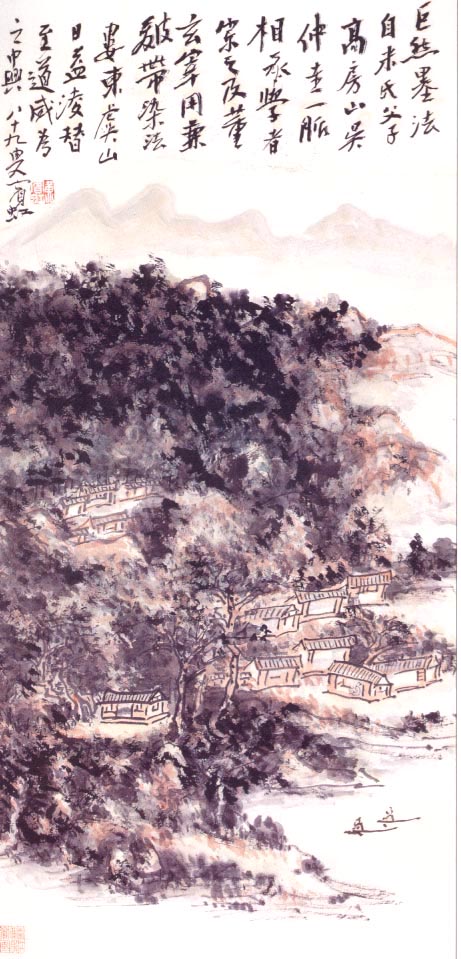 巨然墨法
自米氏父子
高房山吳
仲圭一脈
相承學者
宗之及董
玄宰用兼
皴帶染法
婁東虞山
日益淩替
至道咸為
之中興 八十九叟賓虹